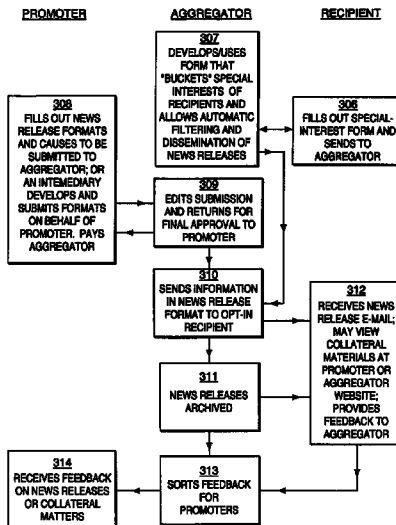 PROMOTER
AGGREGATOR
RECIPIENT
307
DEVELOPS/USES
FORM THAT
"BUCKETS" SPECIAL
INTERESTS OF
RECIPIENTS AND
ALLOWS AUTOMATIC
FILTERING AND
DISSEMINATION OF
NEWS RELEASES
308
FILLS OUT NEWS
RELEASE FORMATS
AND CAUSES TO BE
SUBMITTED TO
AGGREGATOR; OR
AN INTEMEDIARY
DEVELOPS AND
SUBMITS FORMATS
ON BEHALF OF
PROMOTER. PAYS
AGGREGATOR
306
FILLS OUT SPECIAL-
INTEREST FORM AND
SENDS TO
AGGREGATOR
309
EDITS SUBMISSION
AND RETURNS FOR
FINAL APPROVAL TO
PROMOTER
310
SENDS INFORMATION
IN NEWS RELEASE
FORMAT TO OPT-IN
RECIPIENT
312
RECEIVES NEWS
RELEASE E-MAIL;
MAY VIEW
COLLATERAL
MATERIALS AT
PROMOTER OR
AGGREGATOR
WEBSITE;
PROVIDES
FEEDBACK TO
AGGREGATOR
311
NEWS RELEASES
ARCHIVED
314
RECEIVES FEEDBACK
ON NEWS RELEASES
OR COLLATERAL
MATTERS
313
SORTS FEEDBACK
FOR
PROMOTERS